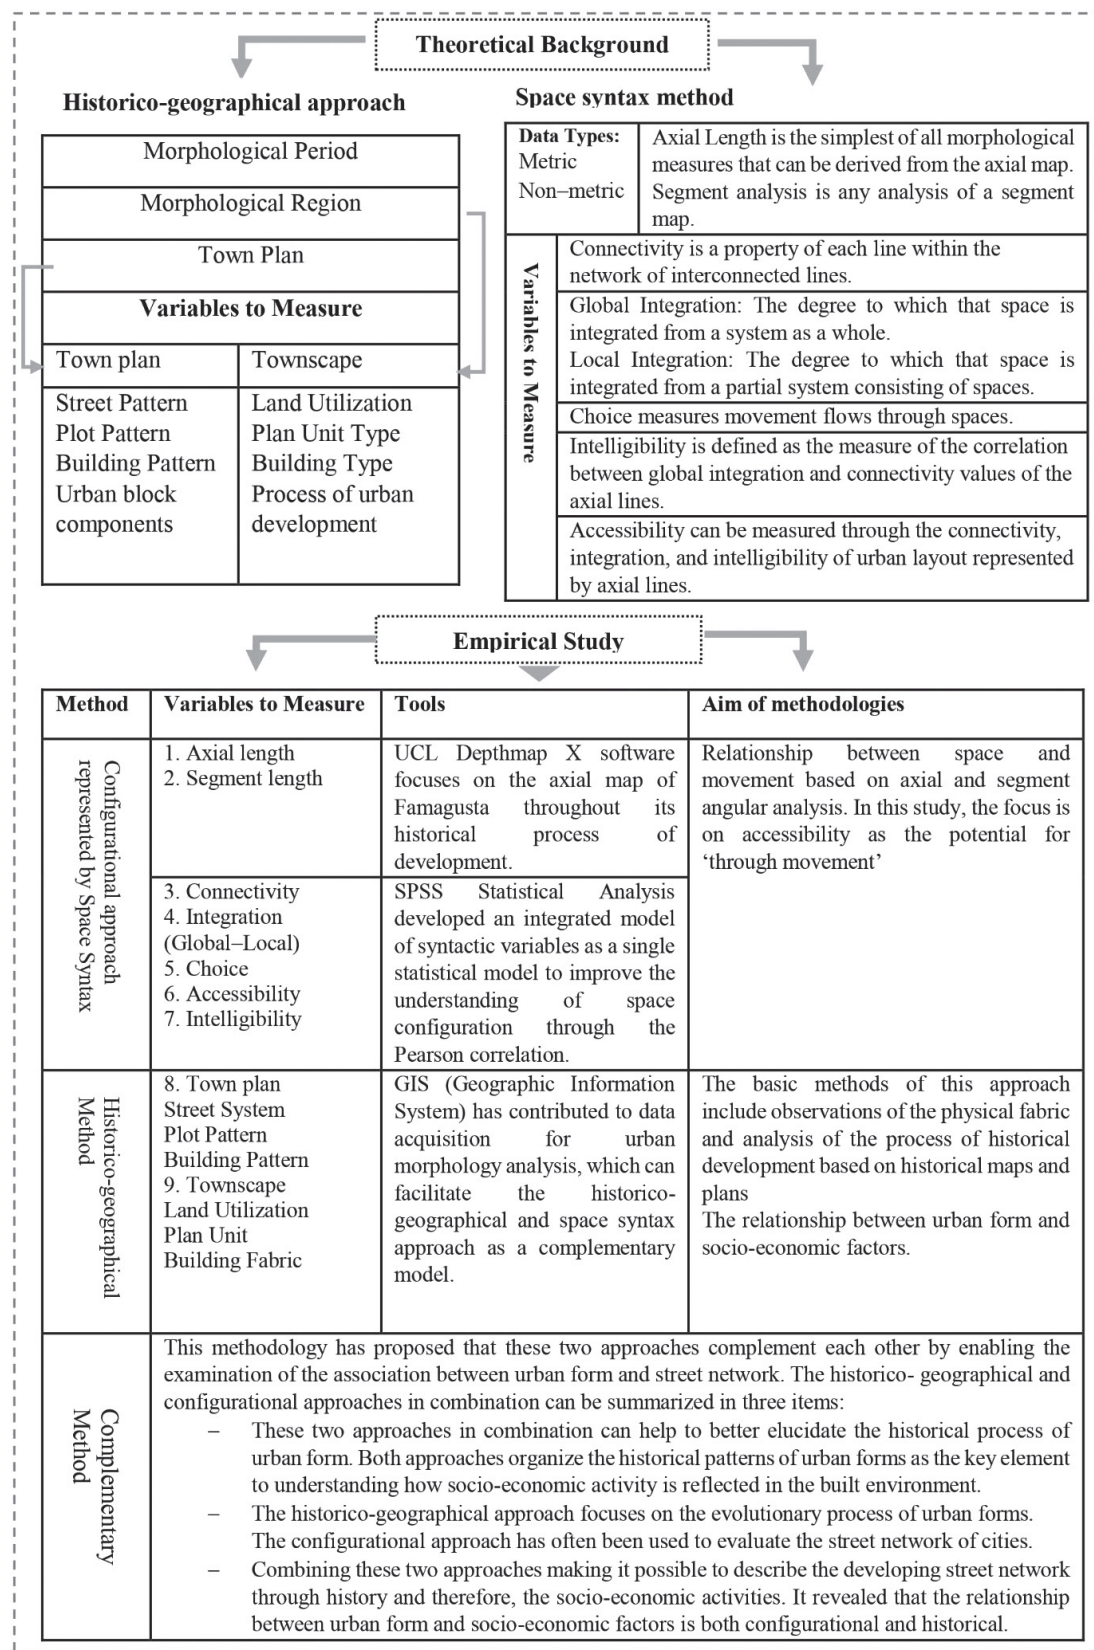 Theoretical Background
Historico-geographical approach
Morphological Period
Morphological Region
Town Plan
Variables to Measure
Town plan
Street Pattern
Plot Pattern
Building Pattern
Urban block
components
Townscape
Land Utilization
Plan Unit Type
Building Type
Process of urban
development
Space syntax method
Data Types:
Metric
Non–metric
Axial Length is the simplest of all morphological
measures that can be derived from the axial map.
Segment analysis is any analysis of a segment
map.
Variables to Measure
Connectivity is a property of each line within the
network of interconnected lines.
Global Integration: The degree to which that space is
integrated from a system as a whole.
Local Integration: The degree to which that space is
integrated from a partial system consisting of spaces.
Choice measures movement flows through spaces.
Intelligibility is defined as the measure of the correlation
between global integration and connectivity values of the
axial lines.
Accessibility can be measured through the connectivity,
integration, and intelligibility of urban layout represented
by axial lines.
Empirical Study
Method
Variables to Measure
Tools
Aim of methodologies
Configurational approach
represented by Space Syntax
1. Axial length
2. Segment length
UCL Depthmap X software
focuses on the axial map of
Famagusta throughout its
historical process of
development.
Relationship between space and
movement based on axial and segment
angular analysis. In this study, the focus is
on accessibility as the potential for
‘through movement’
3. Connectivity
4. Integration
(Global–Local)
5. Choice
6. Accessibility
7. Intelligibility
SPSS Statistical Analysis
developed an integrated model
of syntactic variables as a single
statistical model to improve the
understanding of space
configuration through the
Pearson correlation.
Historico-geographical
Method
8. Town plan
Street System
Plot Pattern
Building Pattern
9. Townscape
Land Utilization
Plan Unit
Building Fabric
GIS (Geographic Information
System) has contributed to data
acquisition for urban
morphology analysis, which can
facilitate the historico-
geographical and space syntax
approach as a complementary
model.
The basic methods of this approach
include observations of the physical fabric
and analysis of the process of historical
development based on historical maps and
plans
The relationship between urban form and
socio-economic factors.
Complementary
Method
This methodology has proposed that these two approaches complement each other by enabling the
examination of the association between urban form and street network. The historico- geographical and
configurational approaches in combination can be summarized in three items:
– These two approaches in combination can help to better elucidate the historical process of
urban form. Both approaches organize the historical patterns of urban forms as the key element
to understanding how socio-economic activity is reflected in the built environment.
– The historico-geographical approach focuses on the evolutionary process of urban forms.
The configurational approach has often been used to evaluate the street network of cities.
– Combining these two approaches making it possible to describe the developing street network
through history and therefore, the socio-economic activities. It revealed that the relationship
between urban form and socio-economic factors is both configurational and historical.